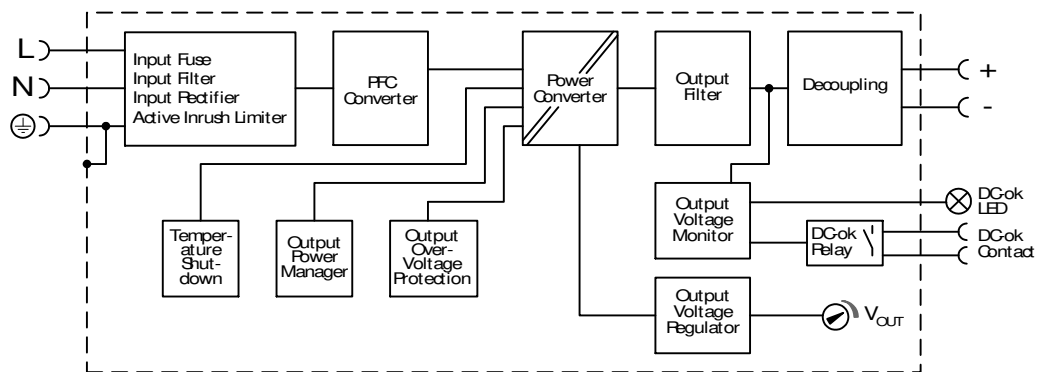 L
N
Input Fuse
Input Filter
Input Rectifier
Active Inrush Limiter
PFC
Converter
Power
Converter
Output
Filter
Decoupling
+
-
Temper-
ature
Shut-
down
Output
Power
Manager
Output
Over-
Voltage
Protection
Output
Voltage
Monitor
DC-ok
LED
DC-ok
Relay
DC-ok
Contact
Output
Voltage
Regulator
VOUT